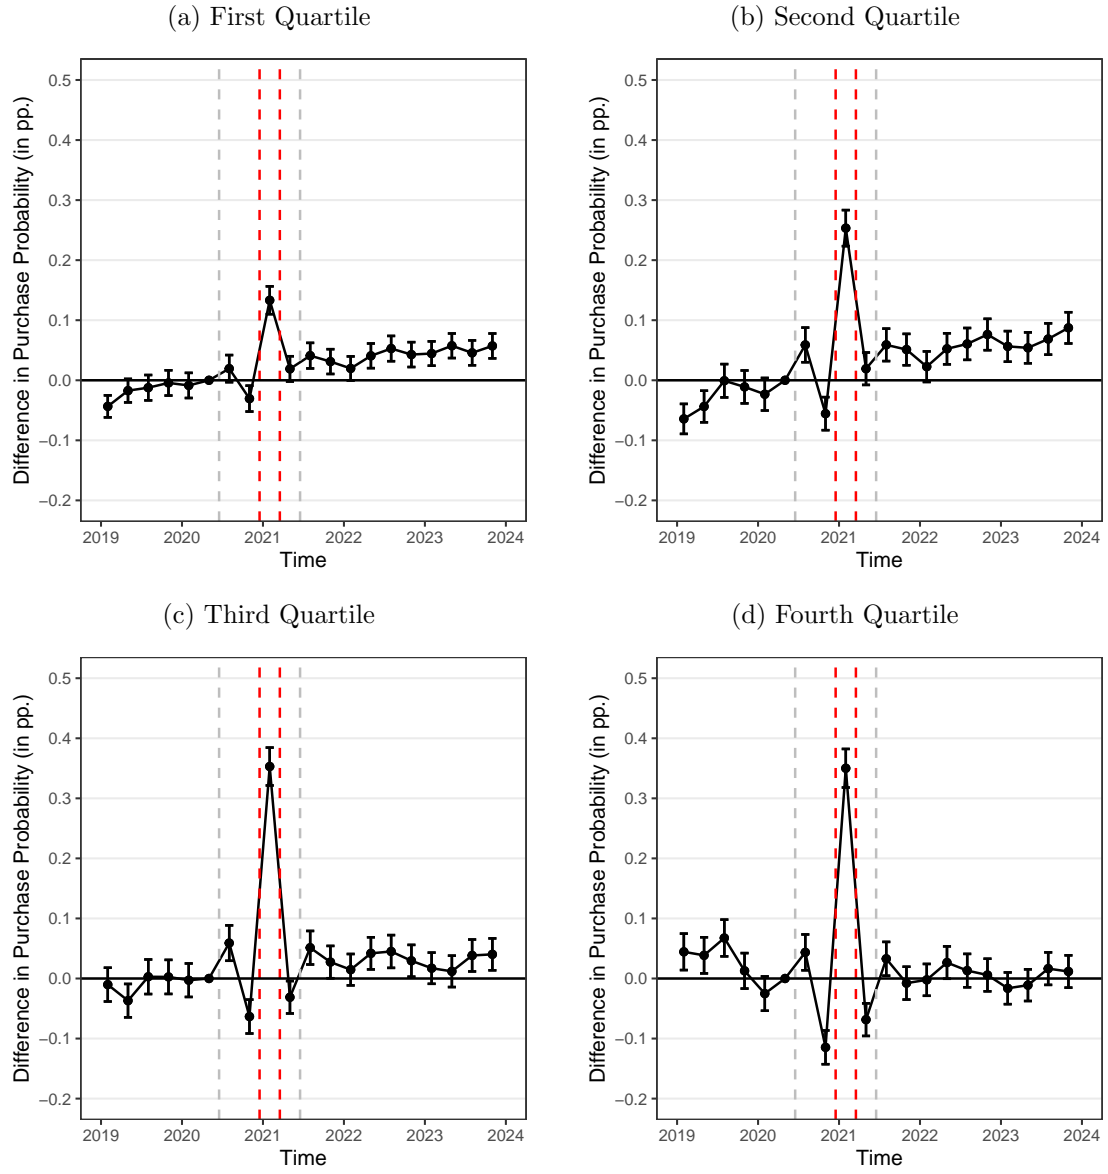 (a) First Quartile
Difference in Purchase Probability (in pp.)
0.5
0.4
0.3
0.2
0.1
0.0
−0.1
−0.2
2019 2020 2021 2022 2023 2024
Time
(b) Second Quartile
Difference in Purchase Probability (in pp.)
0.5
0.4
0.3
0.2
0.1
0.0
−0.1
−0.2
2019 2020 2021 2022 2023 2024
Time
(c) Third Quartile
Difference in Purchase Probability (in pp.)
0.5
0.4
0.3
0.2
0.1
0.0
−0.1
−0.2
2019 2020 2021 2022 2023 2024
Time
(d) Fourth Quartile
Difference in Purchase Probability (in pp.)
0.5
0.4
0.3
0.2
0.1
0.0
−0.1
−0.2
2019 2020 2021 2022 2023 2024
Time